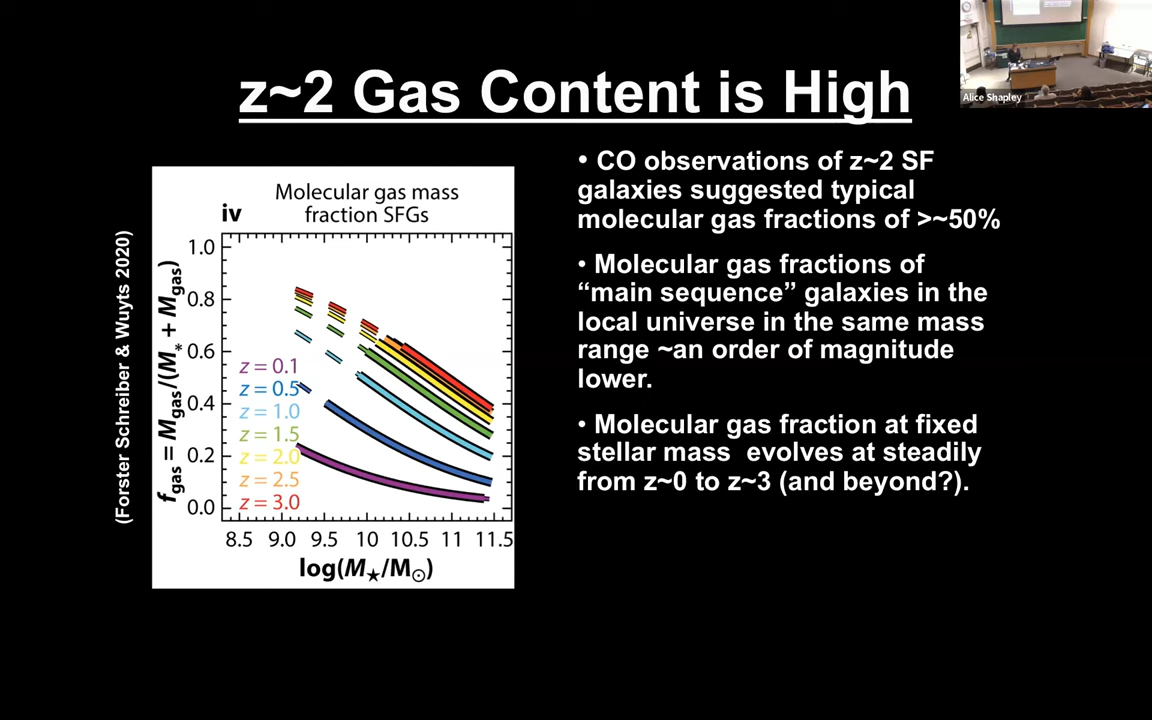 Alice Shapley
z~2 Gas Content is High
(Forster Schreiber & Wuyts 2020)
iv
Molecular gas mass
fraction SFGs
fgas = Mgas/(M* + Mgas)
1.0
0.8
0.6
0.4
0.2
0.0
z = 0.1
z = 0.5
z = 1.0
z = 1.5
z = 2.0
z = 2.5
z = 3.0
8.5 9.0 9.5 10 10.5 11 11.5
log(M★/M⊙)
• CO observations of z~2 SF
galaxies suggested typical
molecular gas fractions of >~50%
• Molecular gas fractions of
“main sequence” galaxies in the
local universe in the same mass
range ~an order of magnitude
lower.
• Molecular gas fraction at fixed
stellar mass evolves at steadily
from z~0 to z~3 (and beyond?).